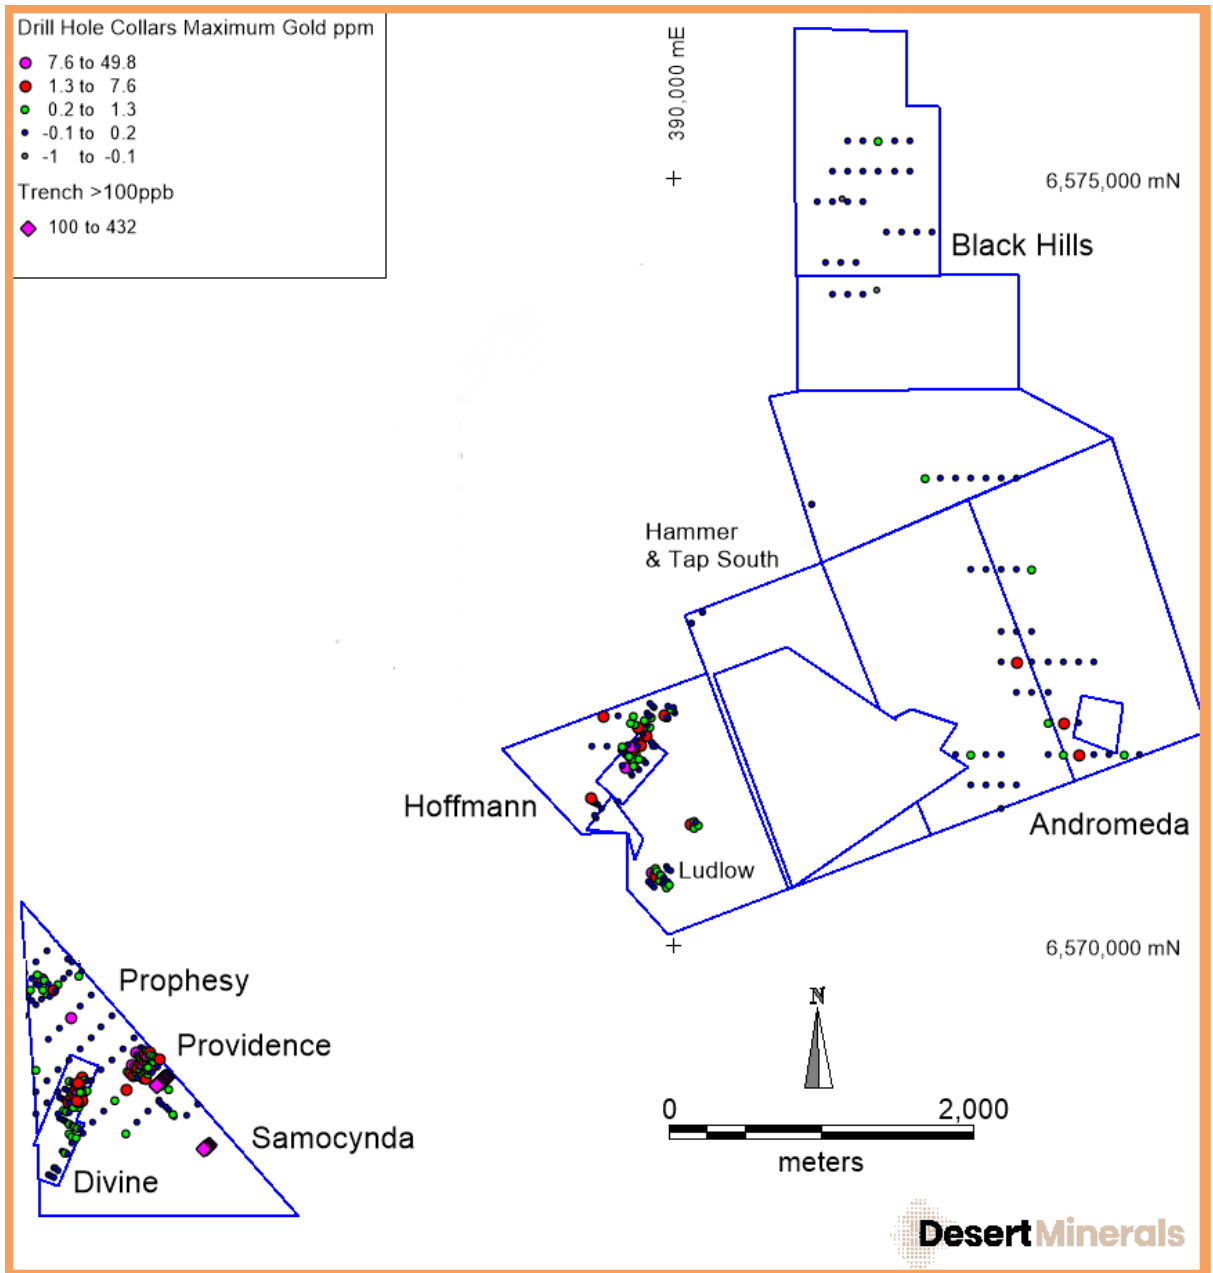 Drill Hole Collars Maximum Gold ppm
7.6 to 49.8
1.3 to 7.6
0.2 to 1.3
-0.1 to 0.2
-1 to -0.1
Trench >100ppb
100 to 432
390,000 mE
6,575,000 mN
Black Hills
Hammer
& Tap South
Hoffmann
Andromeda
Ludlow
6,570,000 mN
Prophesy
Providence
Samocynda
Divine
N
0 2,000
meters
DesertMinerals